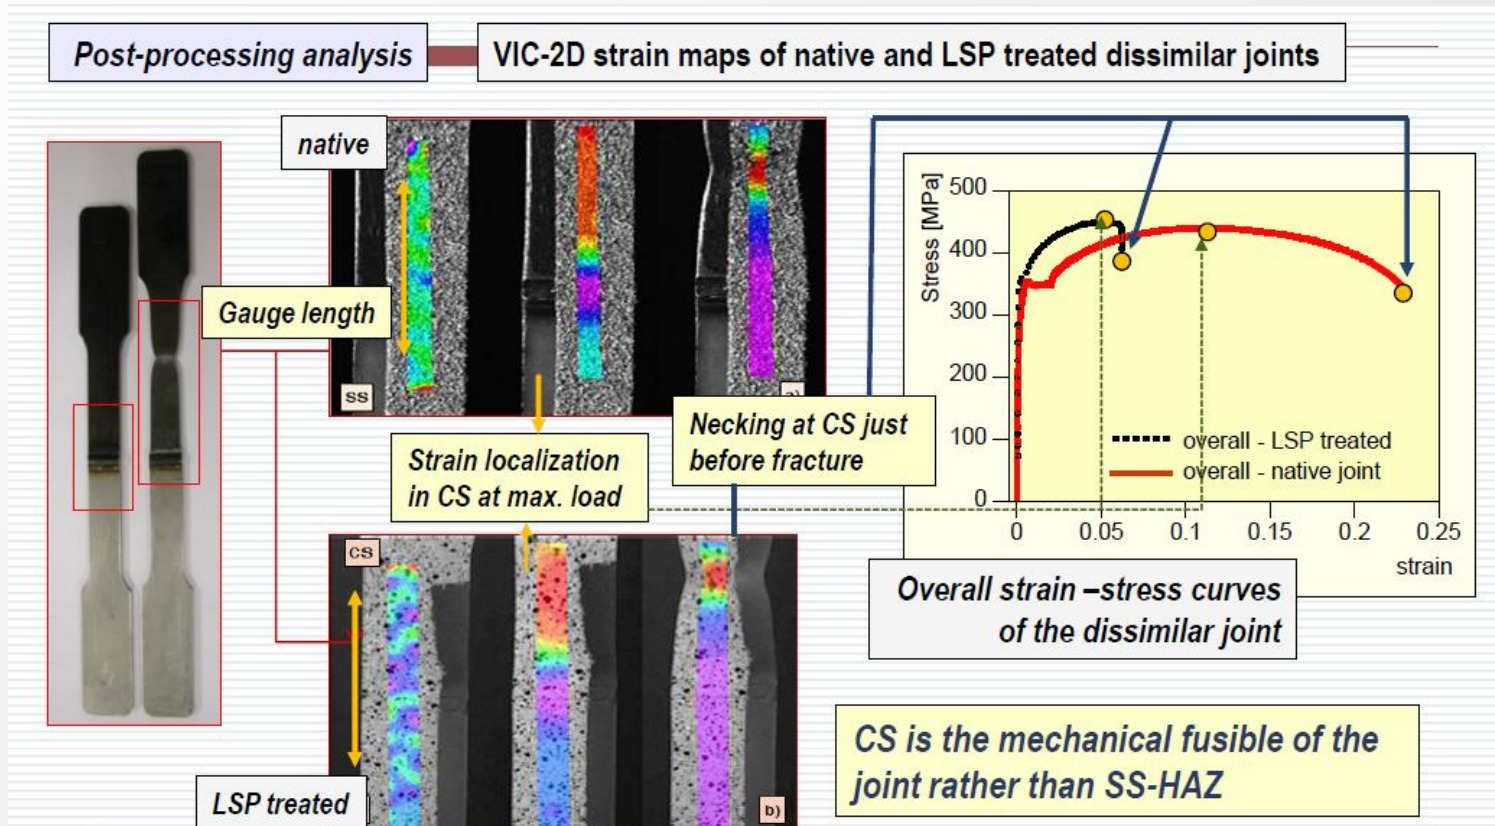 Post-processing analysis
VIC-2D strain maps of native and LSP treated dissimilar joints
native
Gauge length
SS
a)
Strain localization
in CS at max. load
Necking at CS just
before fracture
CS
LSP treated
b)
Stress [MPa]
500
400
300
200
100
0
overall - LSP treated
overall - native joint
0
0.05
0.1
0.15
0.2
0.25
strain
Overall strain –stress curves
of the dissimilar joint
CS is the mechanical fusible of the
joint rather than SS-HAZ